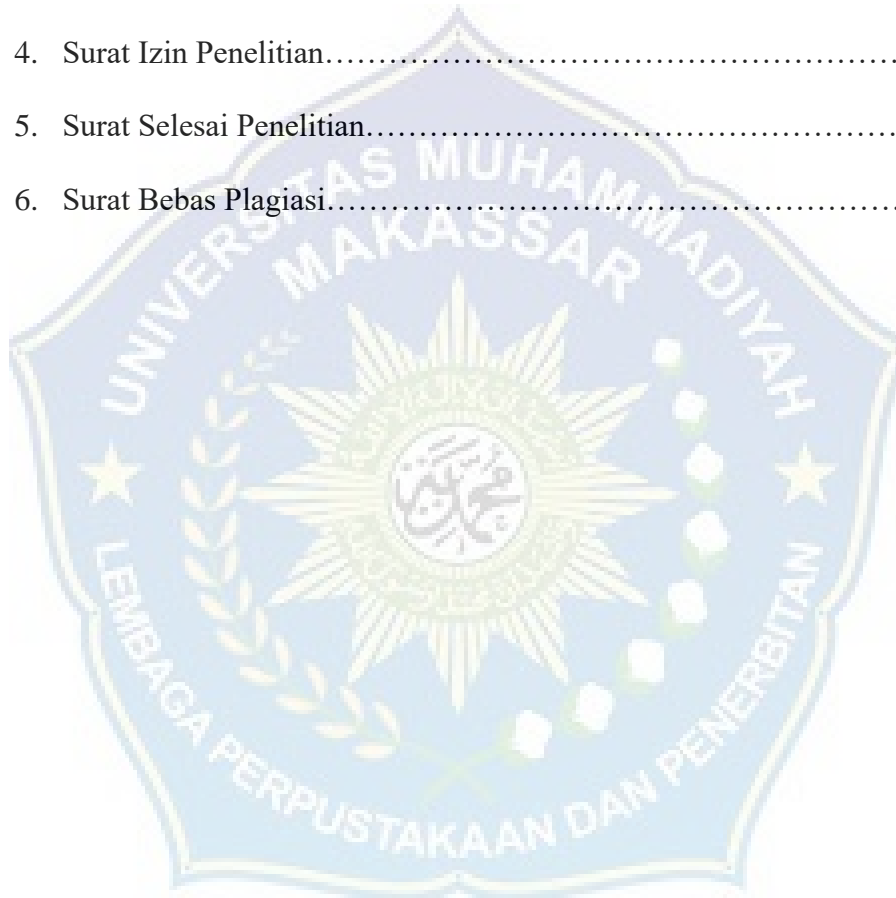 4. Surat Izin Penelitian……………………………………………………
5. Surat Selesai Penelitian…………………………………………………
6. Surat Bebas Plagiasi……………………………………………………
UNIVERSITAS MUHAMMADIYAH
MAKASSAR
LEMBAGA PERPUSTAKAAN DAN PENERBITAN